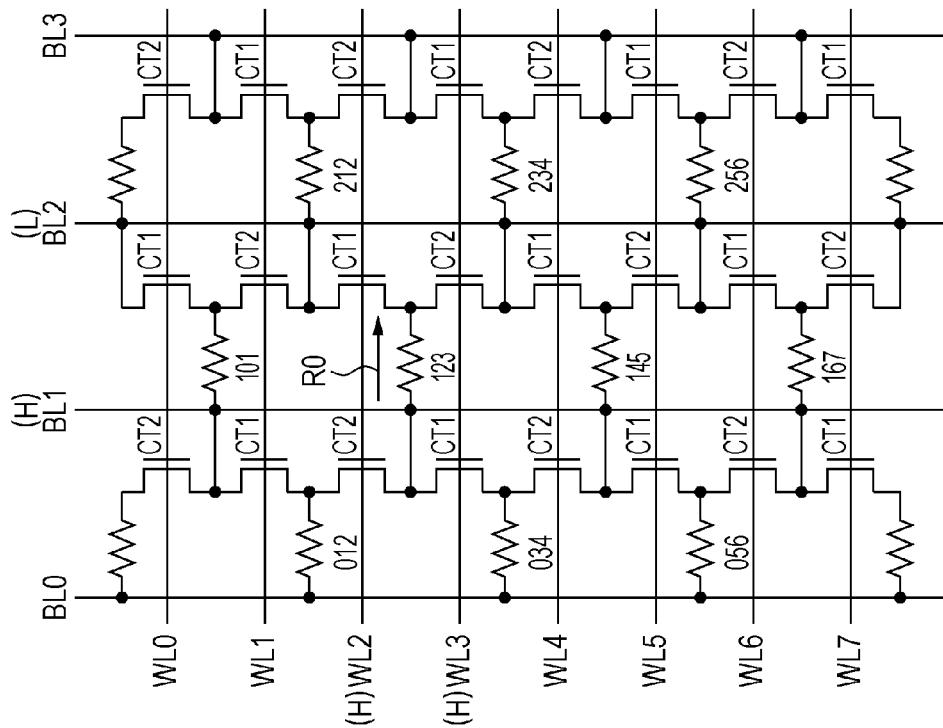 (H) (L)
BL0 BL1 BL2 BL3
WL0 CT2 CT1 CT2
101
WL1 CT1 CT2 CT1
012 R0 212
(H) WL2 CT2 CT1 CT2
123
(H) WL3 CT1 CT2 CT1
034 234
WL4 CT2 CT1 CT2
145
WL5 CT1 CT2 CT1
056 256
WL6 CT2 CT1 CT2
167
WL7 CT1 CT2 CT1